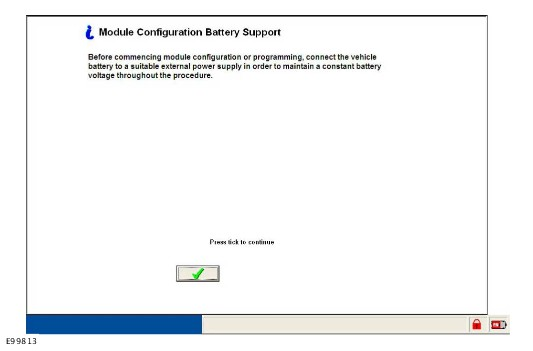 Module Configuration Battery Support
Before commencing module configuration or programming, connect the vehicle
battery to a suitable external power supply in order to maintain a constant battery
voltage throughout the procedure.
Press tick to continue
E99813